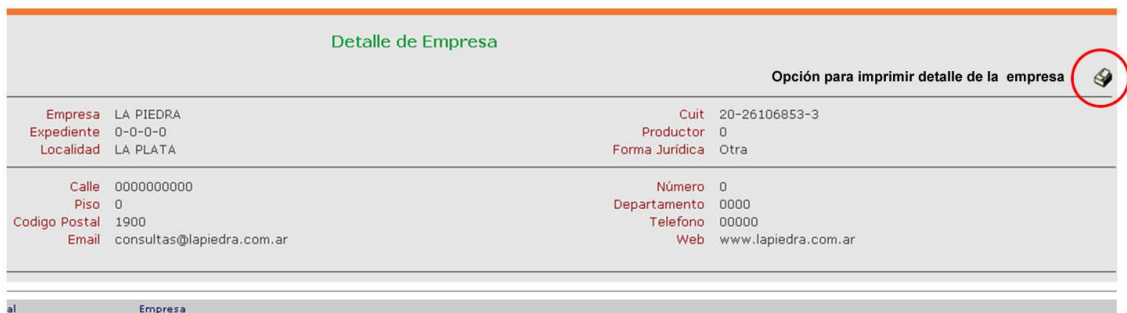 Detalle de Empresa
Opción para imprimir detalle de la empresa
Empresa LA PIEDRA Cuit 20-26106853-3
Expediente 0-0-0-0 Productor 0
Localidad LA PLATA Forma Jurídica Otra
Calle 0000000000 Número 0
Piso 0 Departamento 0000
Codigo Postal 1900 Telefono 00000
Email consultas@lapiedra.com.ar Web www.lapiedra.com.ar
al Empresa